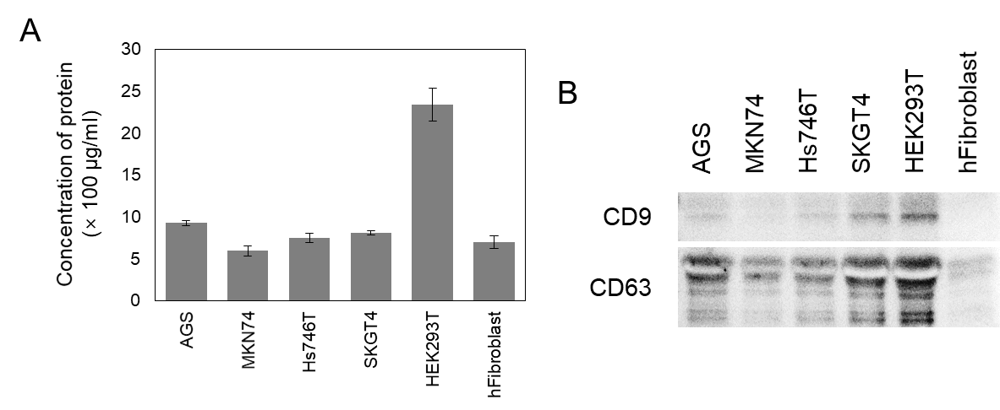 A
Concentration of protein
(× 100 µg/ml)
30
25
20
15
10
5
0
AGS
MKN74
Hs746T
SKGT4
HEK293T
hFibroblast
B
AGS
MKN74
Hs746T
SKGT4
HEK293T
hFibroblast
CD9
CD63